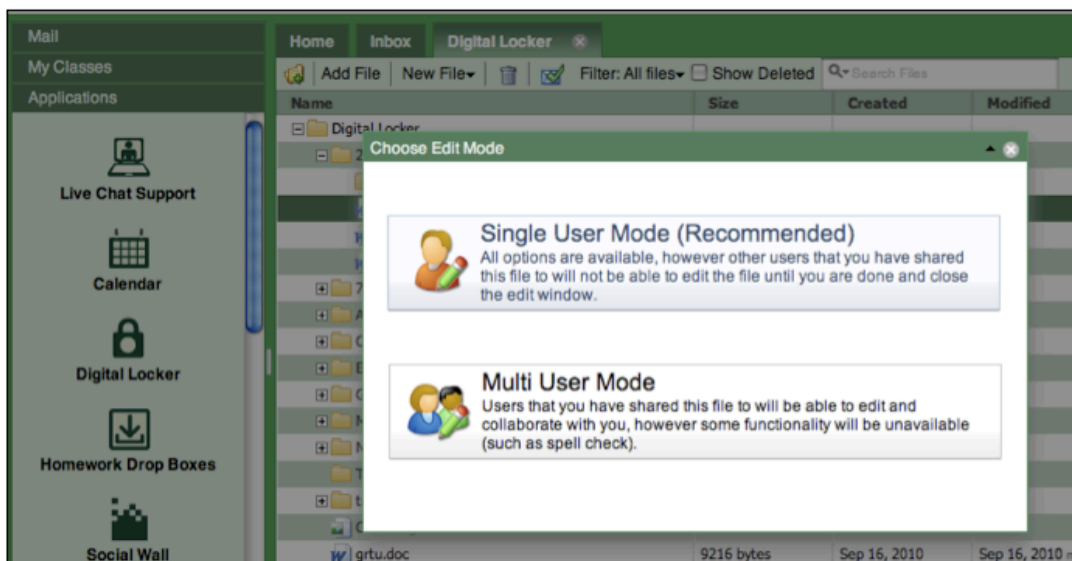 Mail
My Classes
Applications
Live Chat Support
Calendar
Digital Locker
Homework Drop Boxes
Social Wall
Home Inbox Digital Locker
Add File New File Filter: All files Show Deleted Search Files
Name Size Created Modified
Digital Locker
2
Choose Edit Mode
Single User Mode (Recommended)
All options are available, however other users that you have shared
this file to will not be able to edit the file until you are done and close
the edit window.
7
Multi User Mode
Users that you have shared this file to will be able to edit and
collaborate with you, however some functionality will be unavailable
(such as spell check).
grtu.doc 9216 bytes Sep 16, 2010 Sep 16, 2010